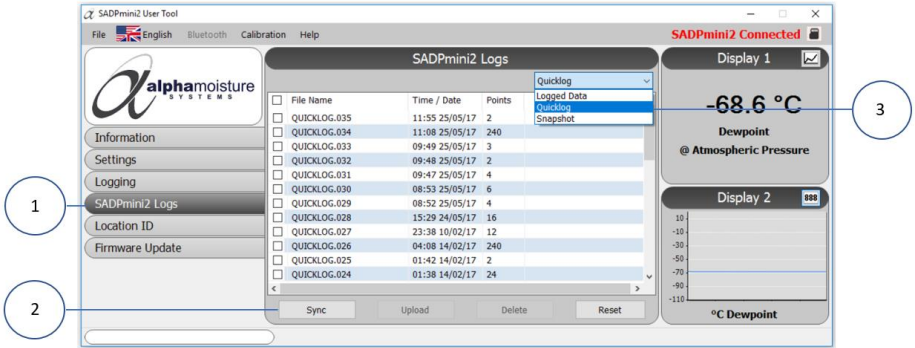 SADPmini2 User Tool
File English Bluetooth Calibration Help SADPmini2 Connected
alphamoisture
SYSTEMS
Information
Settings
Logging
SADPmini2 Logs
Location ID
Firmware Update
SADPmini2 Logs
Quicklog
Logged Data
Quicklog
Snapshot
File Name Time / Date Points
QUICKLOG.035 11:55 25/05/17 2
QUICKLOG.034 11:08 25/05/17 240
QUICKLOG.033 09:49 25/05/17 3
QUICKLOG.032 09:48 25/05/17 2
QUICKLOG.031 09:47 25/05/17 4
QUICKLOG.030 08:53 25/05/17 6
QUICKLOG.029 08:52 25/05/17 4
QUICKLOG.028 15:29 24/05/17 16
QUICKLOG.027 23:38 10/02/17 12
QUICKLOG.026 04:08 14/02/17 240
QUICKLOG.025 01:42 14/02/17 2
QUICKLOG.024 01:38 14/02/17 24
Sync Upload Delete Reset
Display 1
-68.6 °C
Dewpoint
@ Atmospheric Pressure
Display 2 888
10
-10
-30
-50
-70
-90
-110
°C Dewpoint
1
2
3